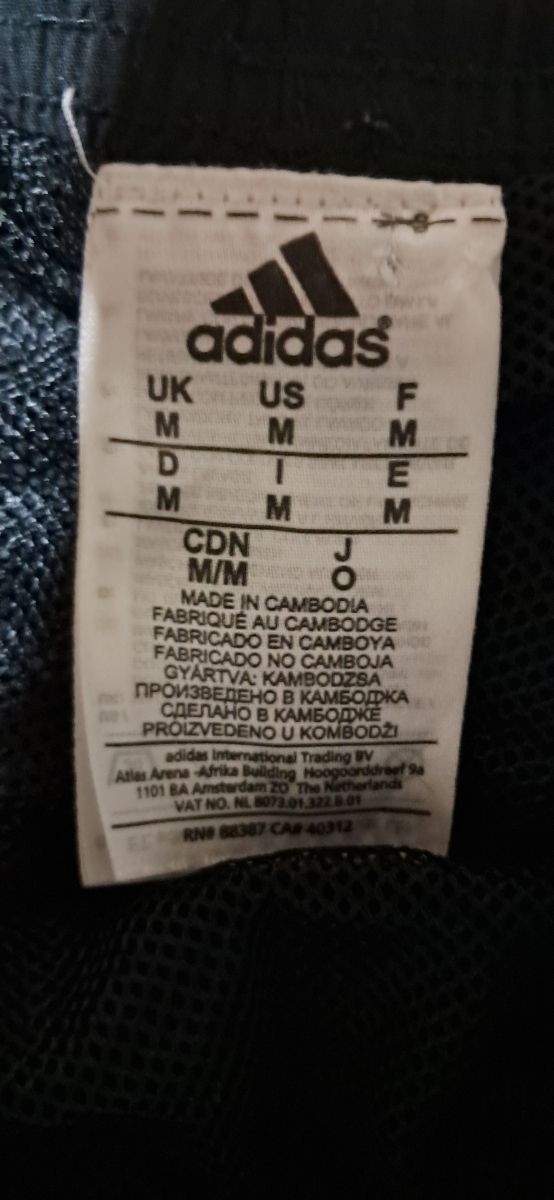 adidas®
UK US F
M M M
D I E
M M M
CDN J
M/M O
MADE IN CAMBODIA
FABRIQUÉ AU CAMBODGE
FABRICADO EN CAMBOYA
FABRICADO NO CAMBOJA
GYÁRTVA: KAMBODZSA
ПРОИЗВЕДЕНО В КАМБОДЖА
СДЕЛАНО В КАМБОДЖЕ
PROIZVEDENO U KOMBODŽI
adidas International Trading BV
Atlas Arena -Afrika Building Hoogoorddreef 9a
1101 BA Amsterdam ZO The Netherlands
VAT NO. NL 8073.01.322.B.01
RN# 88387 CA# 40312